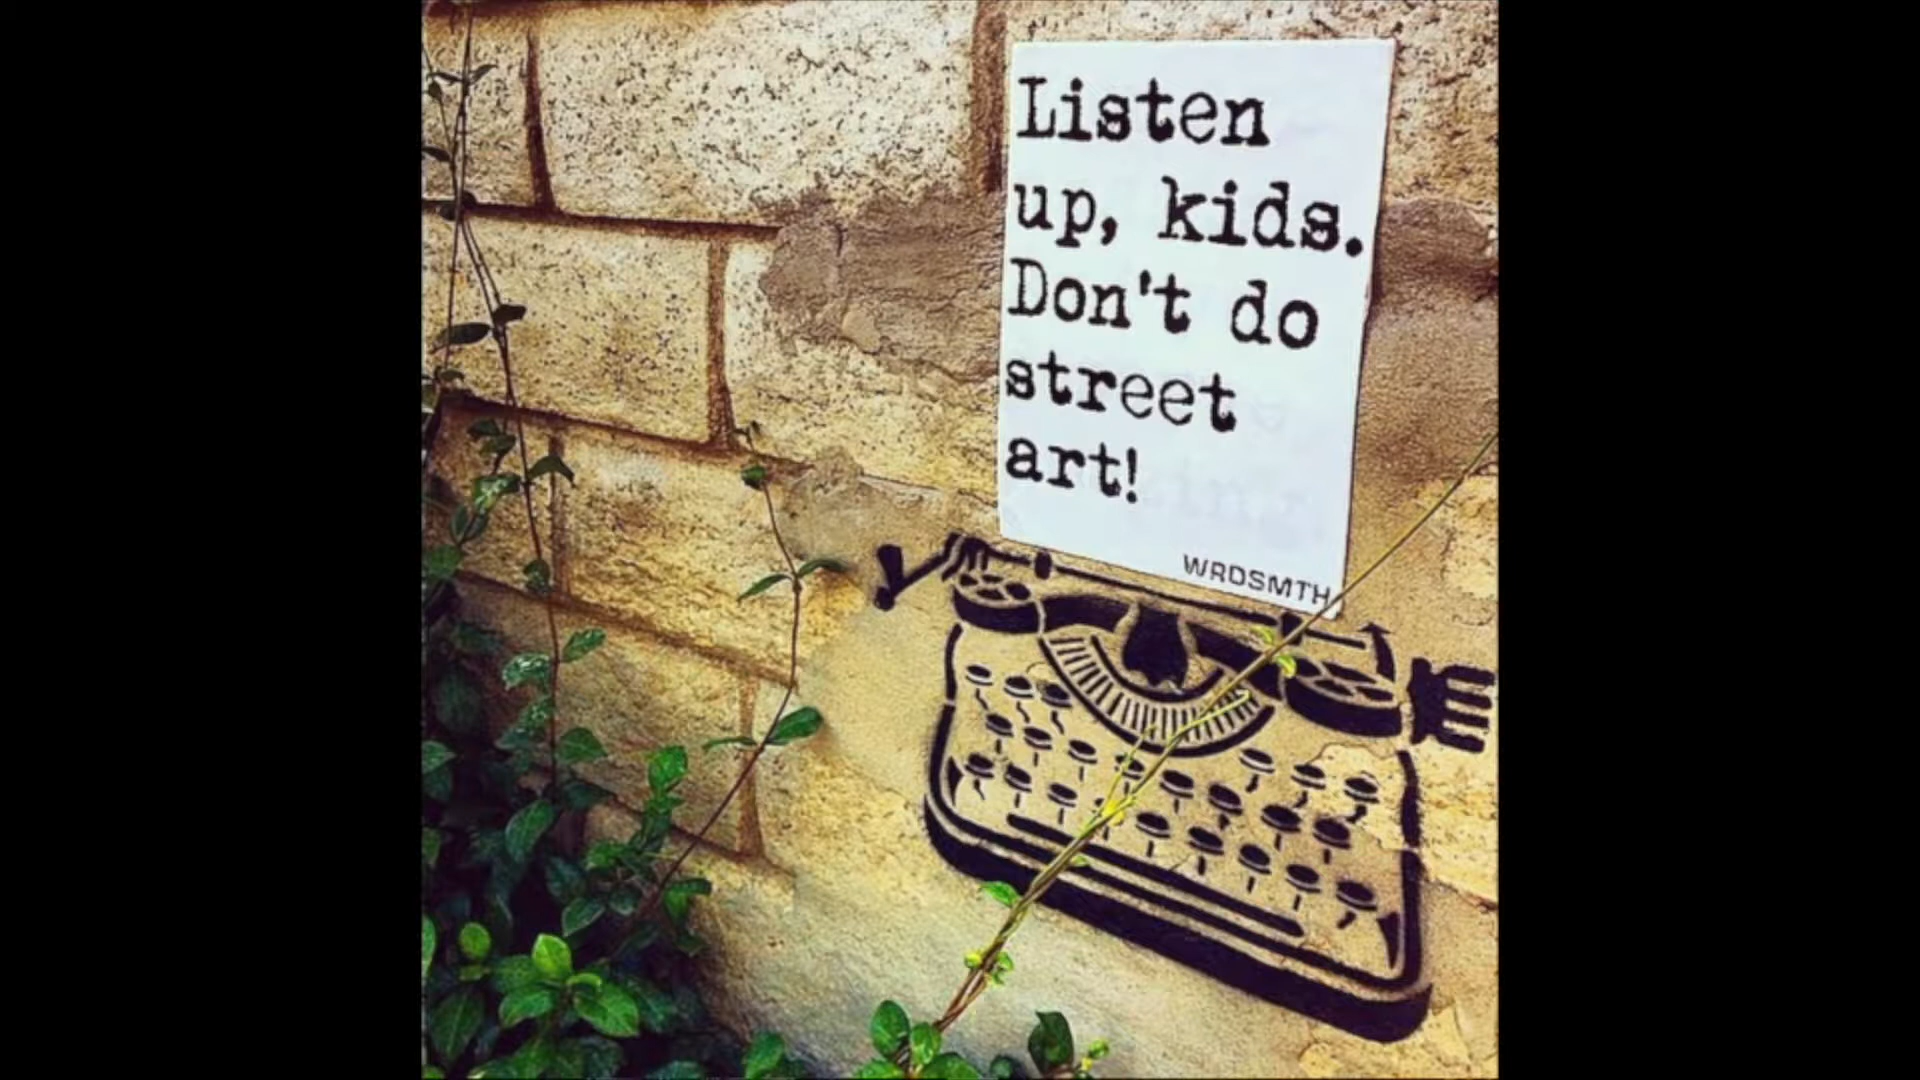 Listen
up, kids.
Don't do
street
art!
WRDSMTH